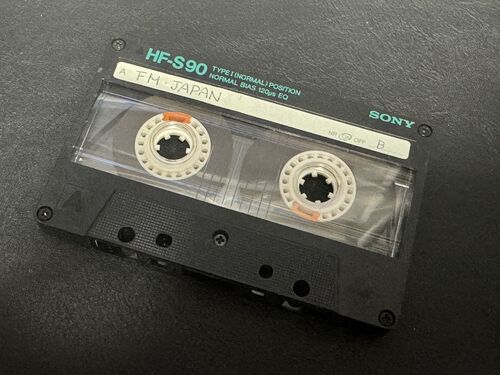 HF-S90 TYPE I (NORMAL) POSITION
NORMAL BIAS 120μs EQ
SONY
A FM-JAPAN
NR ON OFF B